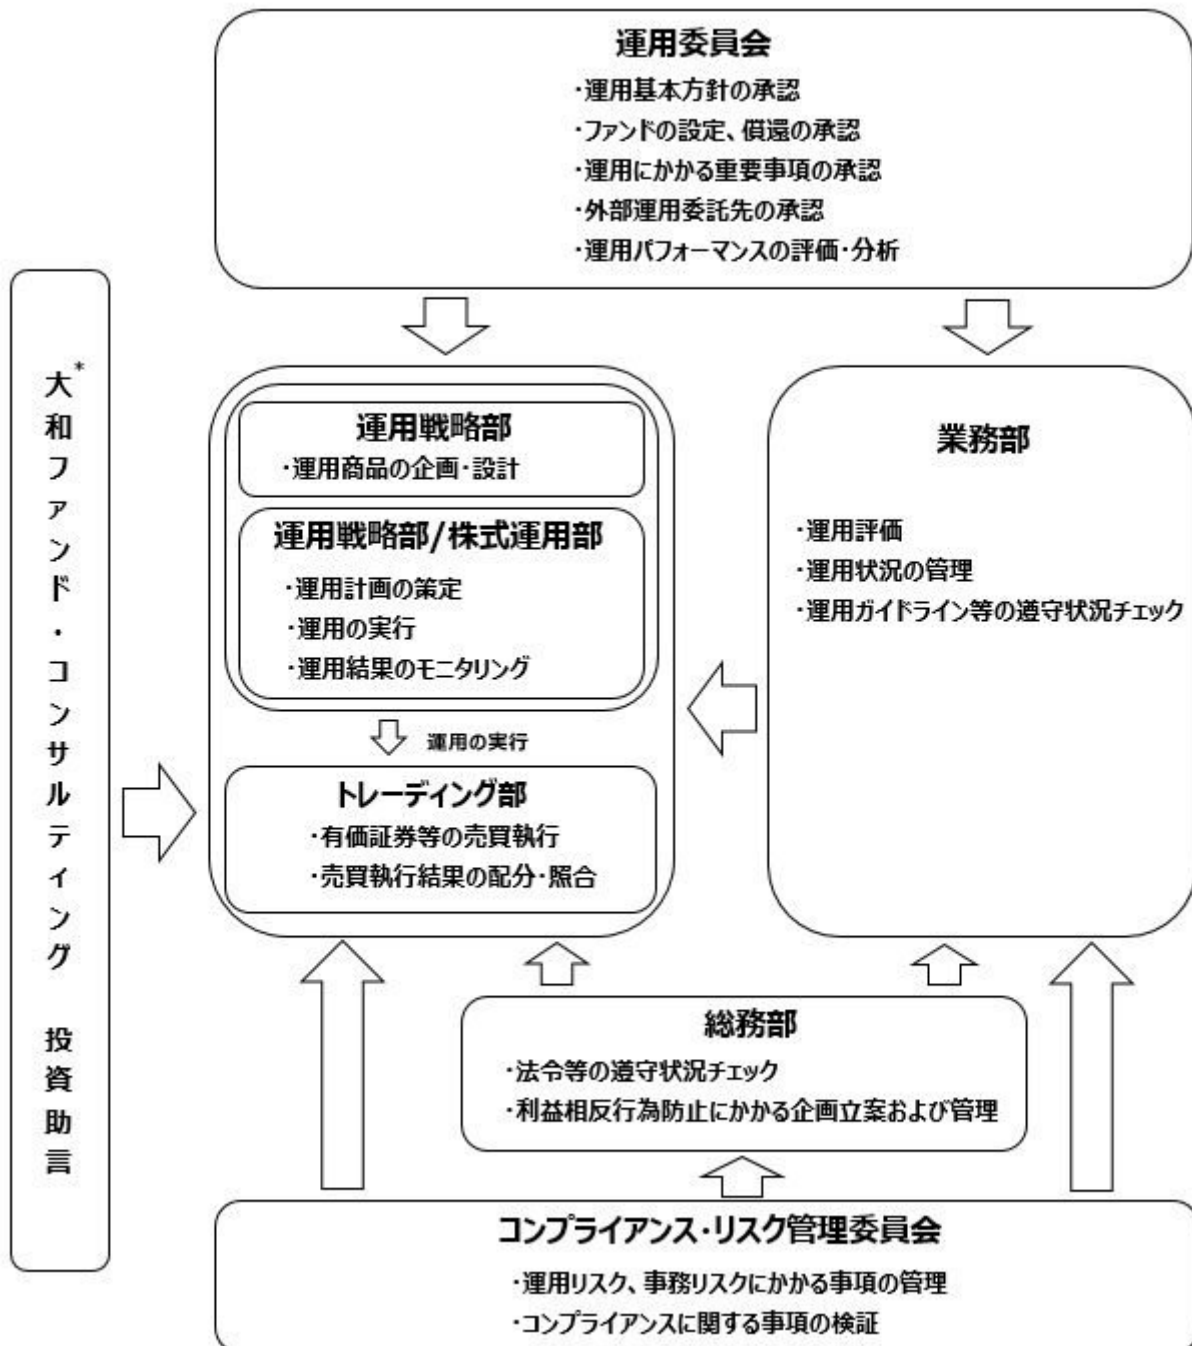 運用委員会
・運用基本方針の承認
・ファンドの設定、償還の承認
・運用にかかる重要事項の承認
・外部運用委託先の承認
・運用パフォーマンスの評価・分析
大和ファンド・コンサルティング* 投資助言
運用戦略部
・運用商品の企画・設計
運用戦略部/株式運用部
・運用計画の策定
・運用の実行
・運用結果のモニタリング
運用の実行
トレーディング部
・有価証券等の売買執行
・売買執行結果の配分・照合
業務部
・運用評価
・運用状況の管理
・運用ガイドライン等の遵守状況チェック
総務部
・法令等の遵守状況チェック
・利益相反行為防止にかかる企画立案および管理
コンプライアンス・リスク管理委員会
・運用リスク、事務リスクにかかる事項の管理
・コンプライアンスに関する事項の検証